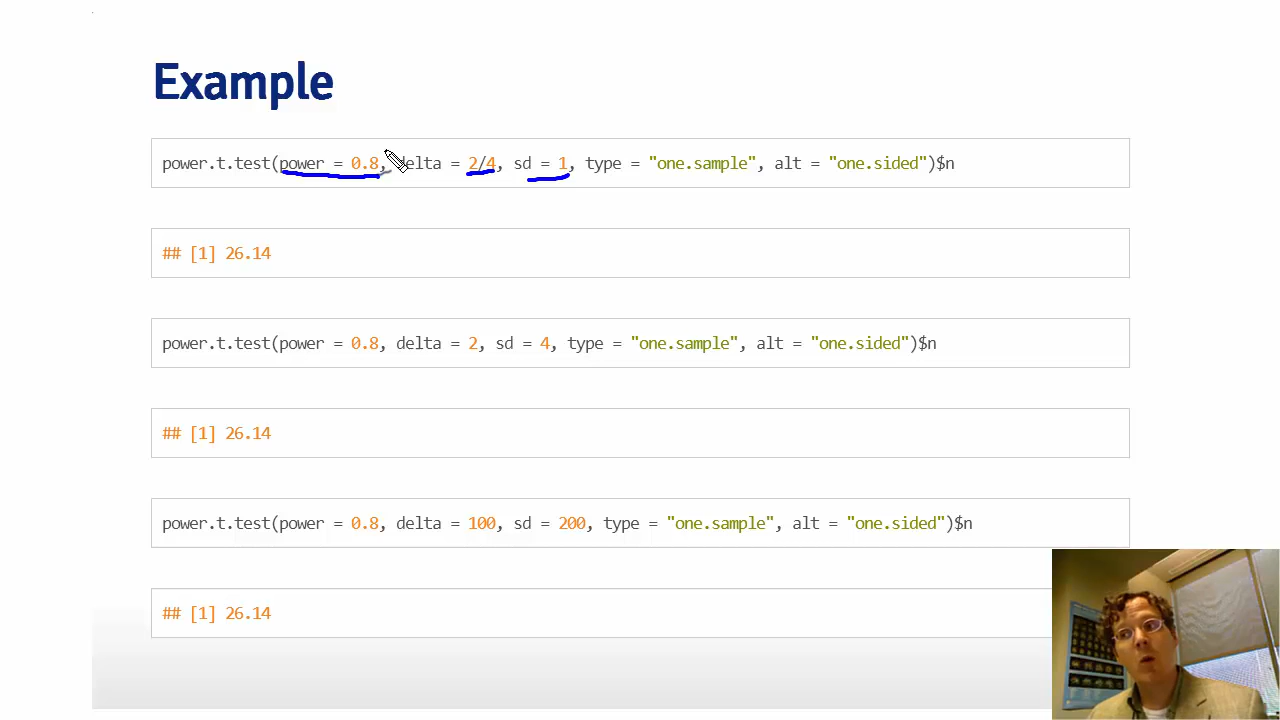 Example
power.t.test(power = 0.8, delta = 2/4, sd = 1, type = "one.sample", alt = "one.sided")$n
## [1] 26.14
power.t.test(power = 0.8, delta = 2, sd = 4, type = "one.sample", alt = "one.sided")$n
## [1] 26.14
power.t.test(power = 0.8, delta = 100, sd = 200, type = "one.sample", alt = "one.sided")$n
## [1] 26.14